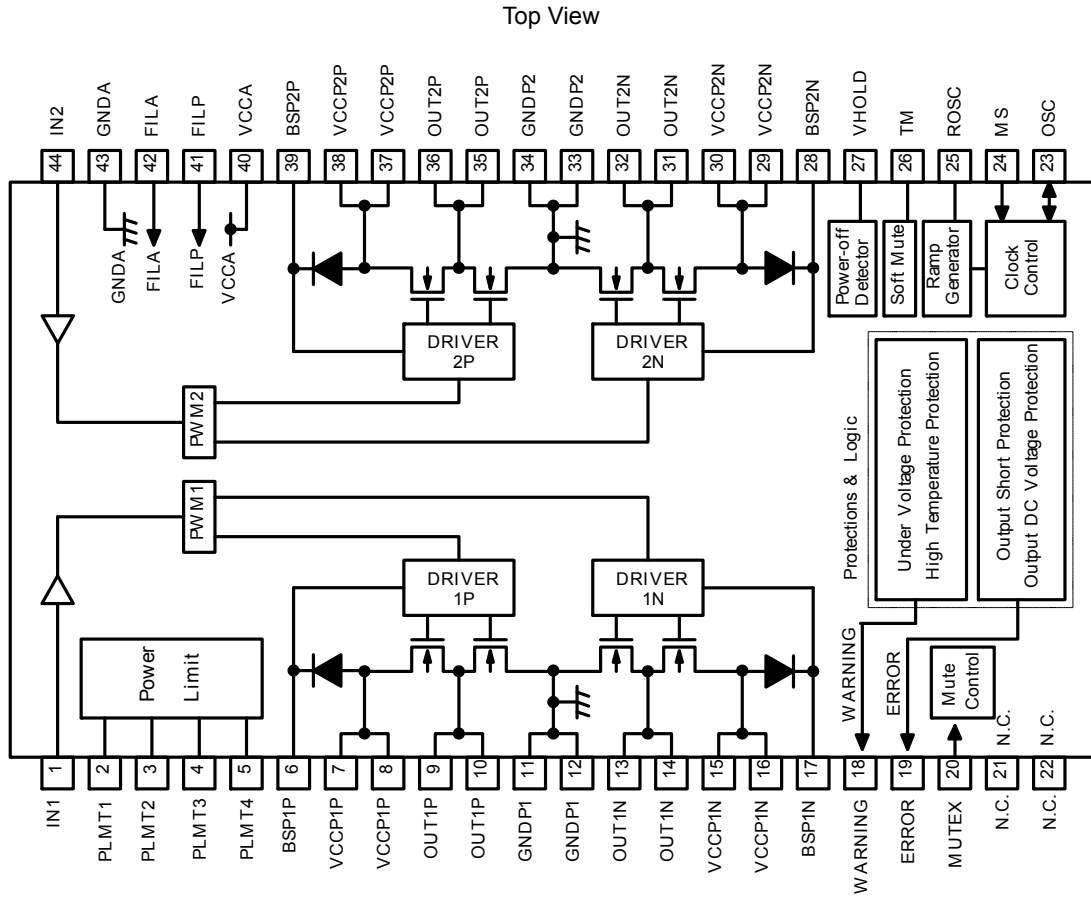 Top View
IN2
GNDA
FILA
FILP
VCCA
BSP2P
VCCP2P
VCCP2P
OUT2P
OUT2P
GNDP2
GNDP2
OUT2N
OUT2N
VCCP2N
VCCP2N
BSP2N
VHOLD
TM
ROSC
MS
OSC
44
43
42
41
40
39
38
37
36
35
34
33
32
31
30
29
28
27
26
25
24
23
GNDA
FILA
FILP
VCCA
Power-off
Detector
Soft Mute
Ramp
Generator
Clock
Control
DRIVER
2P
DRIVER
2N
PWM2
PWM1
DRIVER
1P
DRIVER
1N
Protections & Logic
Under Voltage Protection
High Temperature Protection
Output Short Protection
Output DC Voltage Protection
Power
Limit
WARNING
ERROR
Mute
Control
N.C.
N.C.
1
2
3
4
5
6
7
8
9
10
11
12
13
14
15
16
17
18
19
20
21
22
IN1
PLMT1
PLMT2
PLMT3
PLMT4
BSP1P
VCCP1P
VCCP1P
OUT1P
OUT1P
GNDP1
GNDP1
OUT1N
OUT1N
VCCP1N
VCCP1N
BSP1N
WARNING
ERROR
MUTEX
N.C.
N.C.